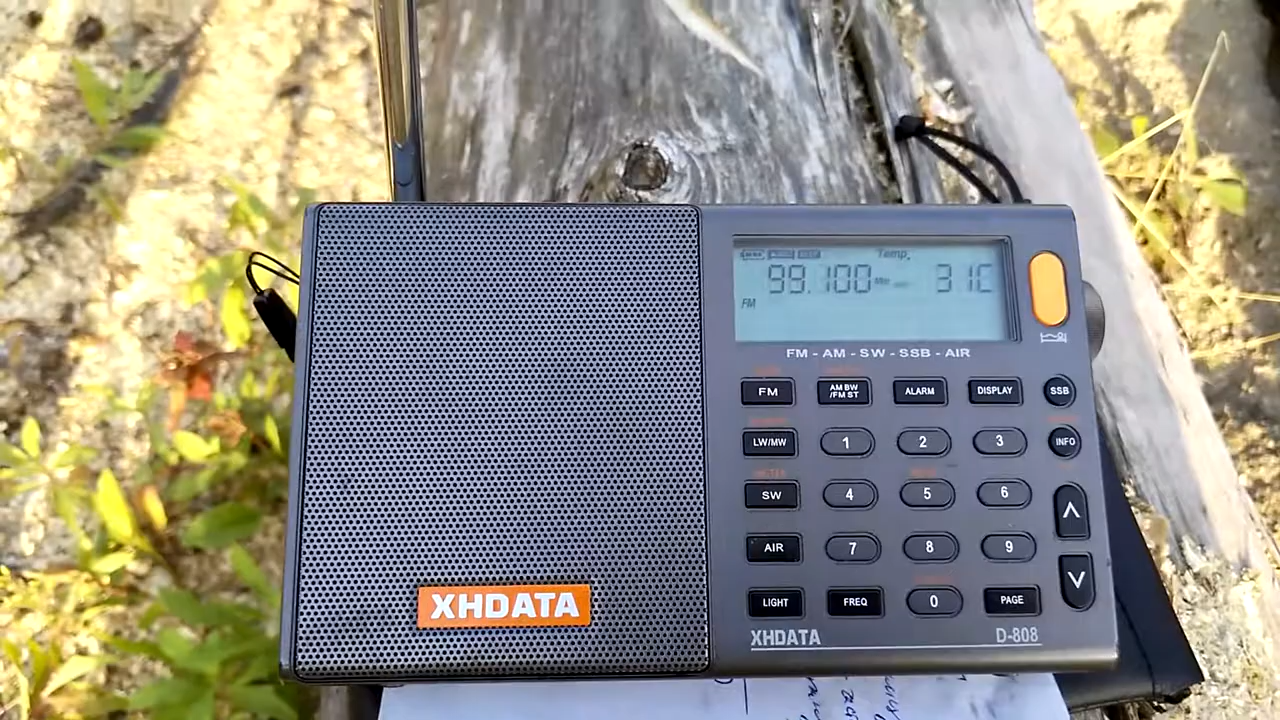 Temp.
99.100 31C
FM
FM - AM - SW - SSB - AIR
FM AM BW /FM ST ALARM DISPLAY SSB
LW/MW 1 2 3 INFO
SW 4 5 6
AIR 7 8 9
LIGHT FREQ 0 PAGE
XHDATA
XHDATA D-808